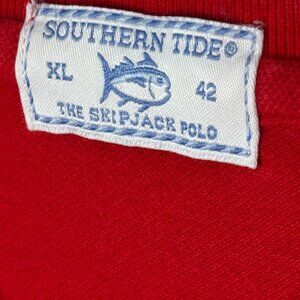 SOUTHERN TIDE®
XL 42
THE SKIPJACK POLO